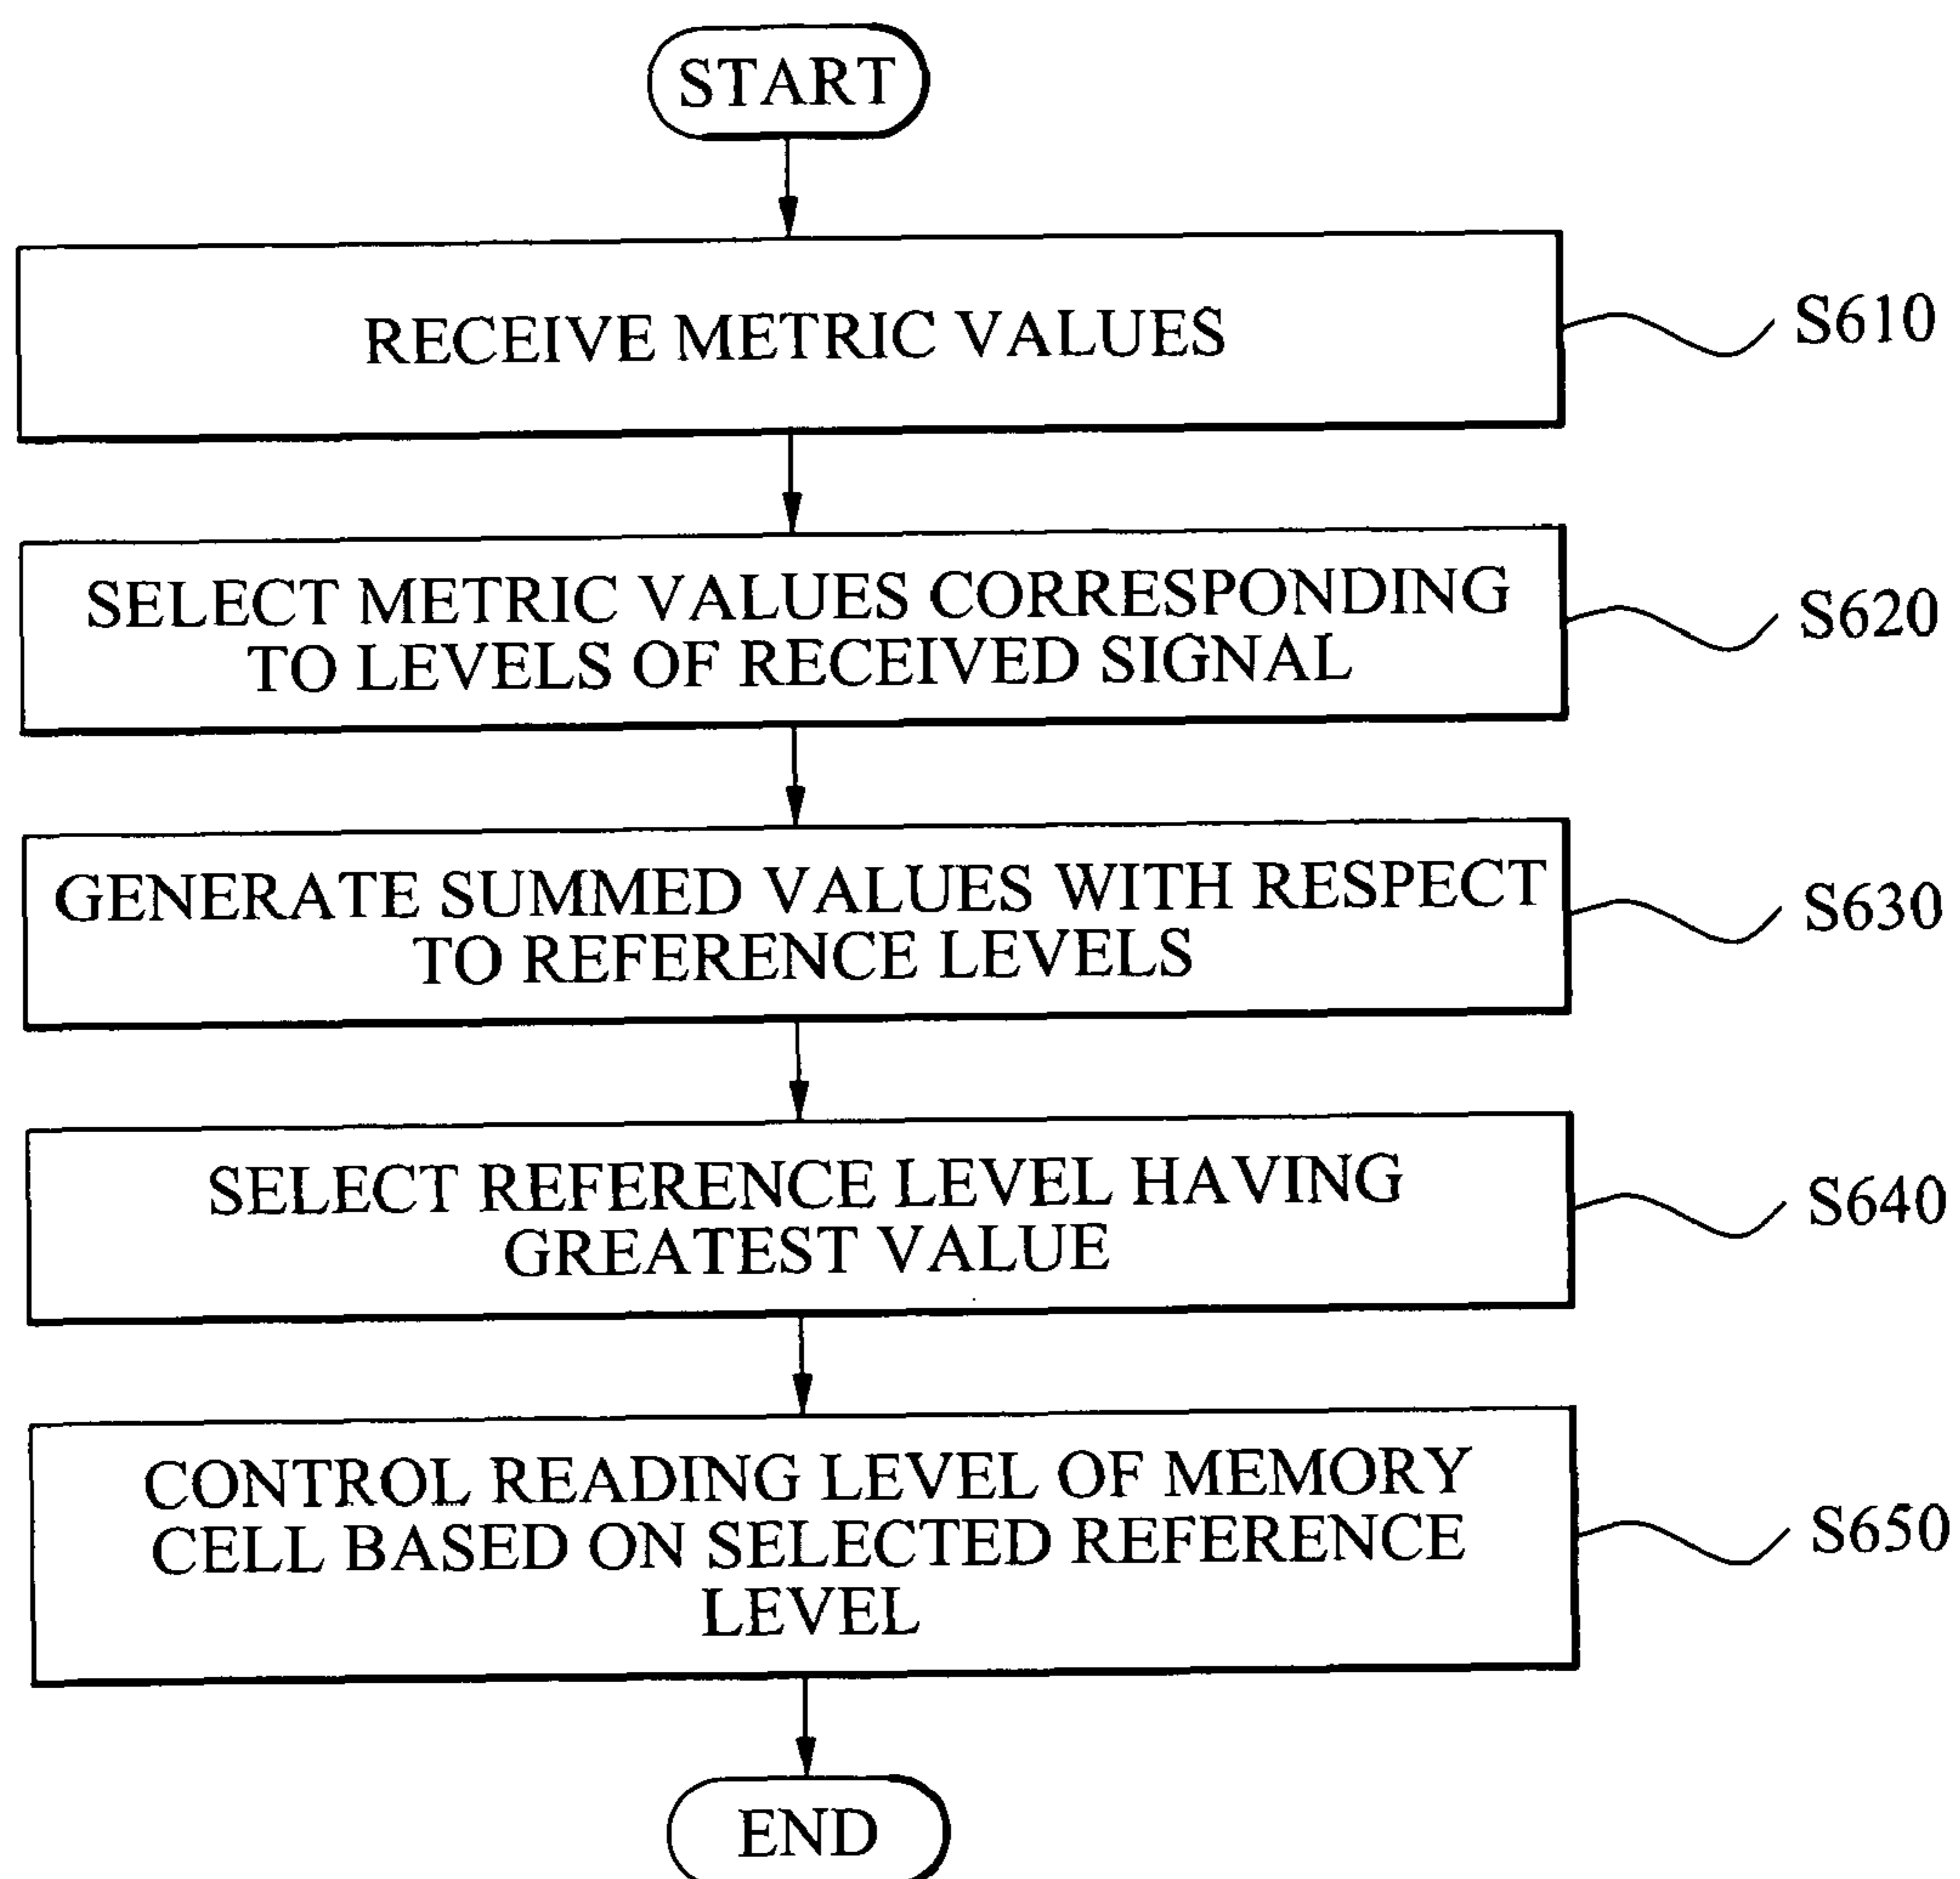 START
RECEIVE METRIC VALUES
S610
SELECT METRIC VALUES CORRESPONDING
TO LEVELS OF RECEIVED SIGNAL
S620
GENERATE SUMMED VALUES WITH RESPECT
TO REFERENCE LEVELS
S630
SELECT REFERENCE LEVEL HAVING
GREATEST VALUE
S640
CONTROL READING LEVEL OF MEMORY
CELL BASED ON SELECTED REFERENCE
LEVEL
S650
END